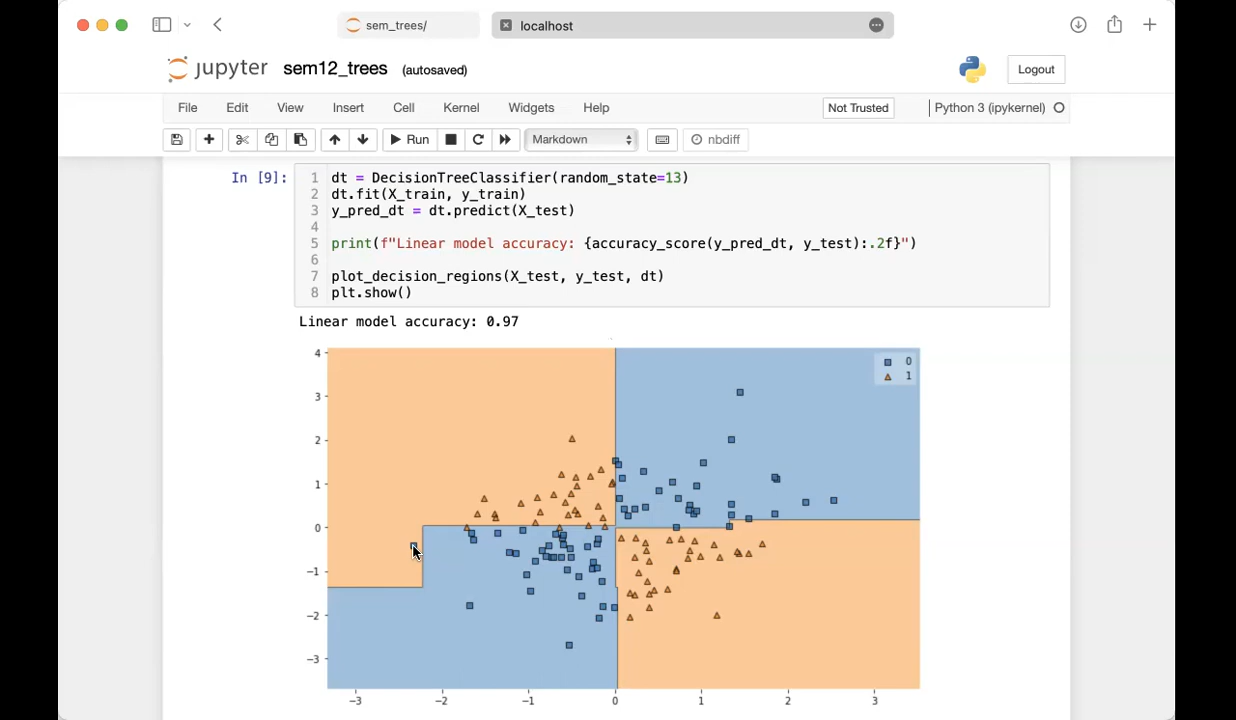 sem_trees/
localhost
jupyter sem12_trees (autosaved)
Logout
File Edit View Insert Cell Kernel Widgets Help
Not Trusted
Python 3 (ipykernel)
Run
Markdown
nbdiff
In [9]:
1 dt = DecisionTreeClassifier(random_state=13)
2 dt.fit(X_train, y_train)
3 y_pred_dt = dt.predict(X_test)
4
5 print(f"Linear model accuracy: {accuracy_score(y_pred_dt, y_test):.2f}")
6
7 plot_decision_regions(X_test, y_test, dt)
8 plt.show()
Linear model accuracy: 0.97
0
1
4
3
2
1
0
−1
−2
−3
−3 −2 −1 0 1 2 3